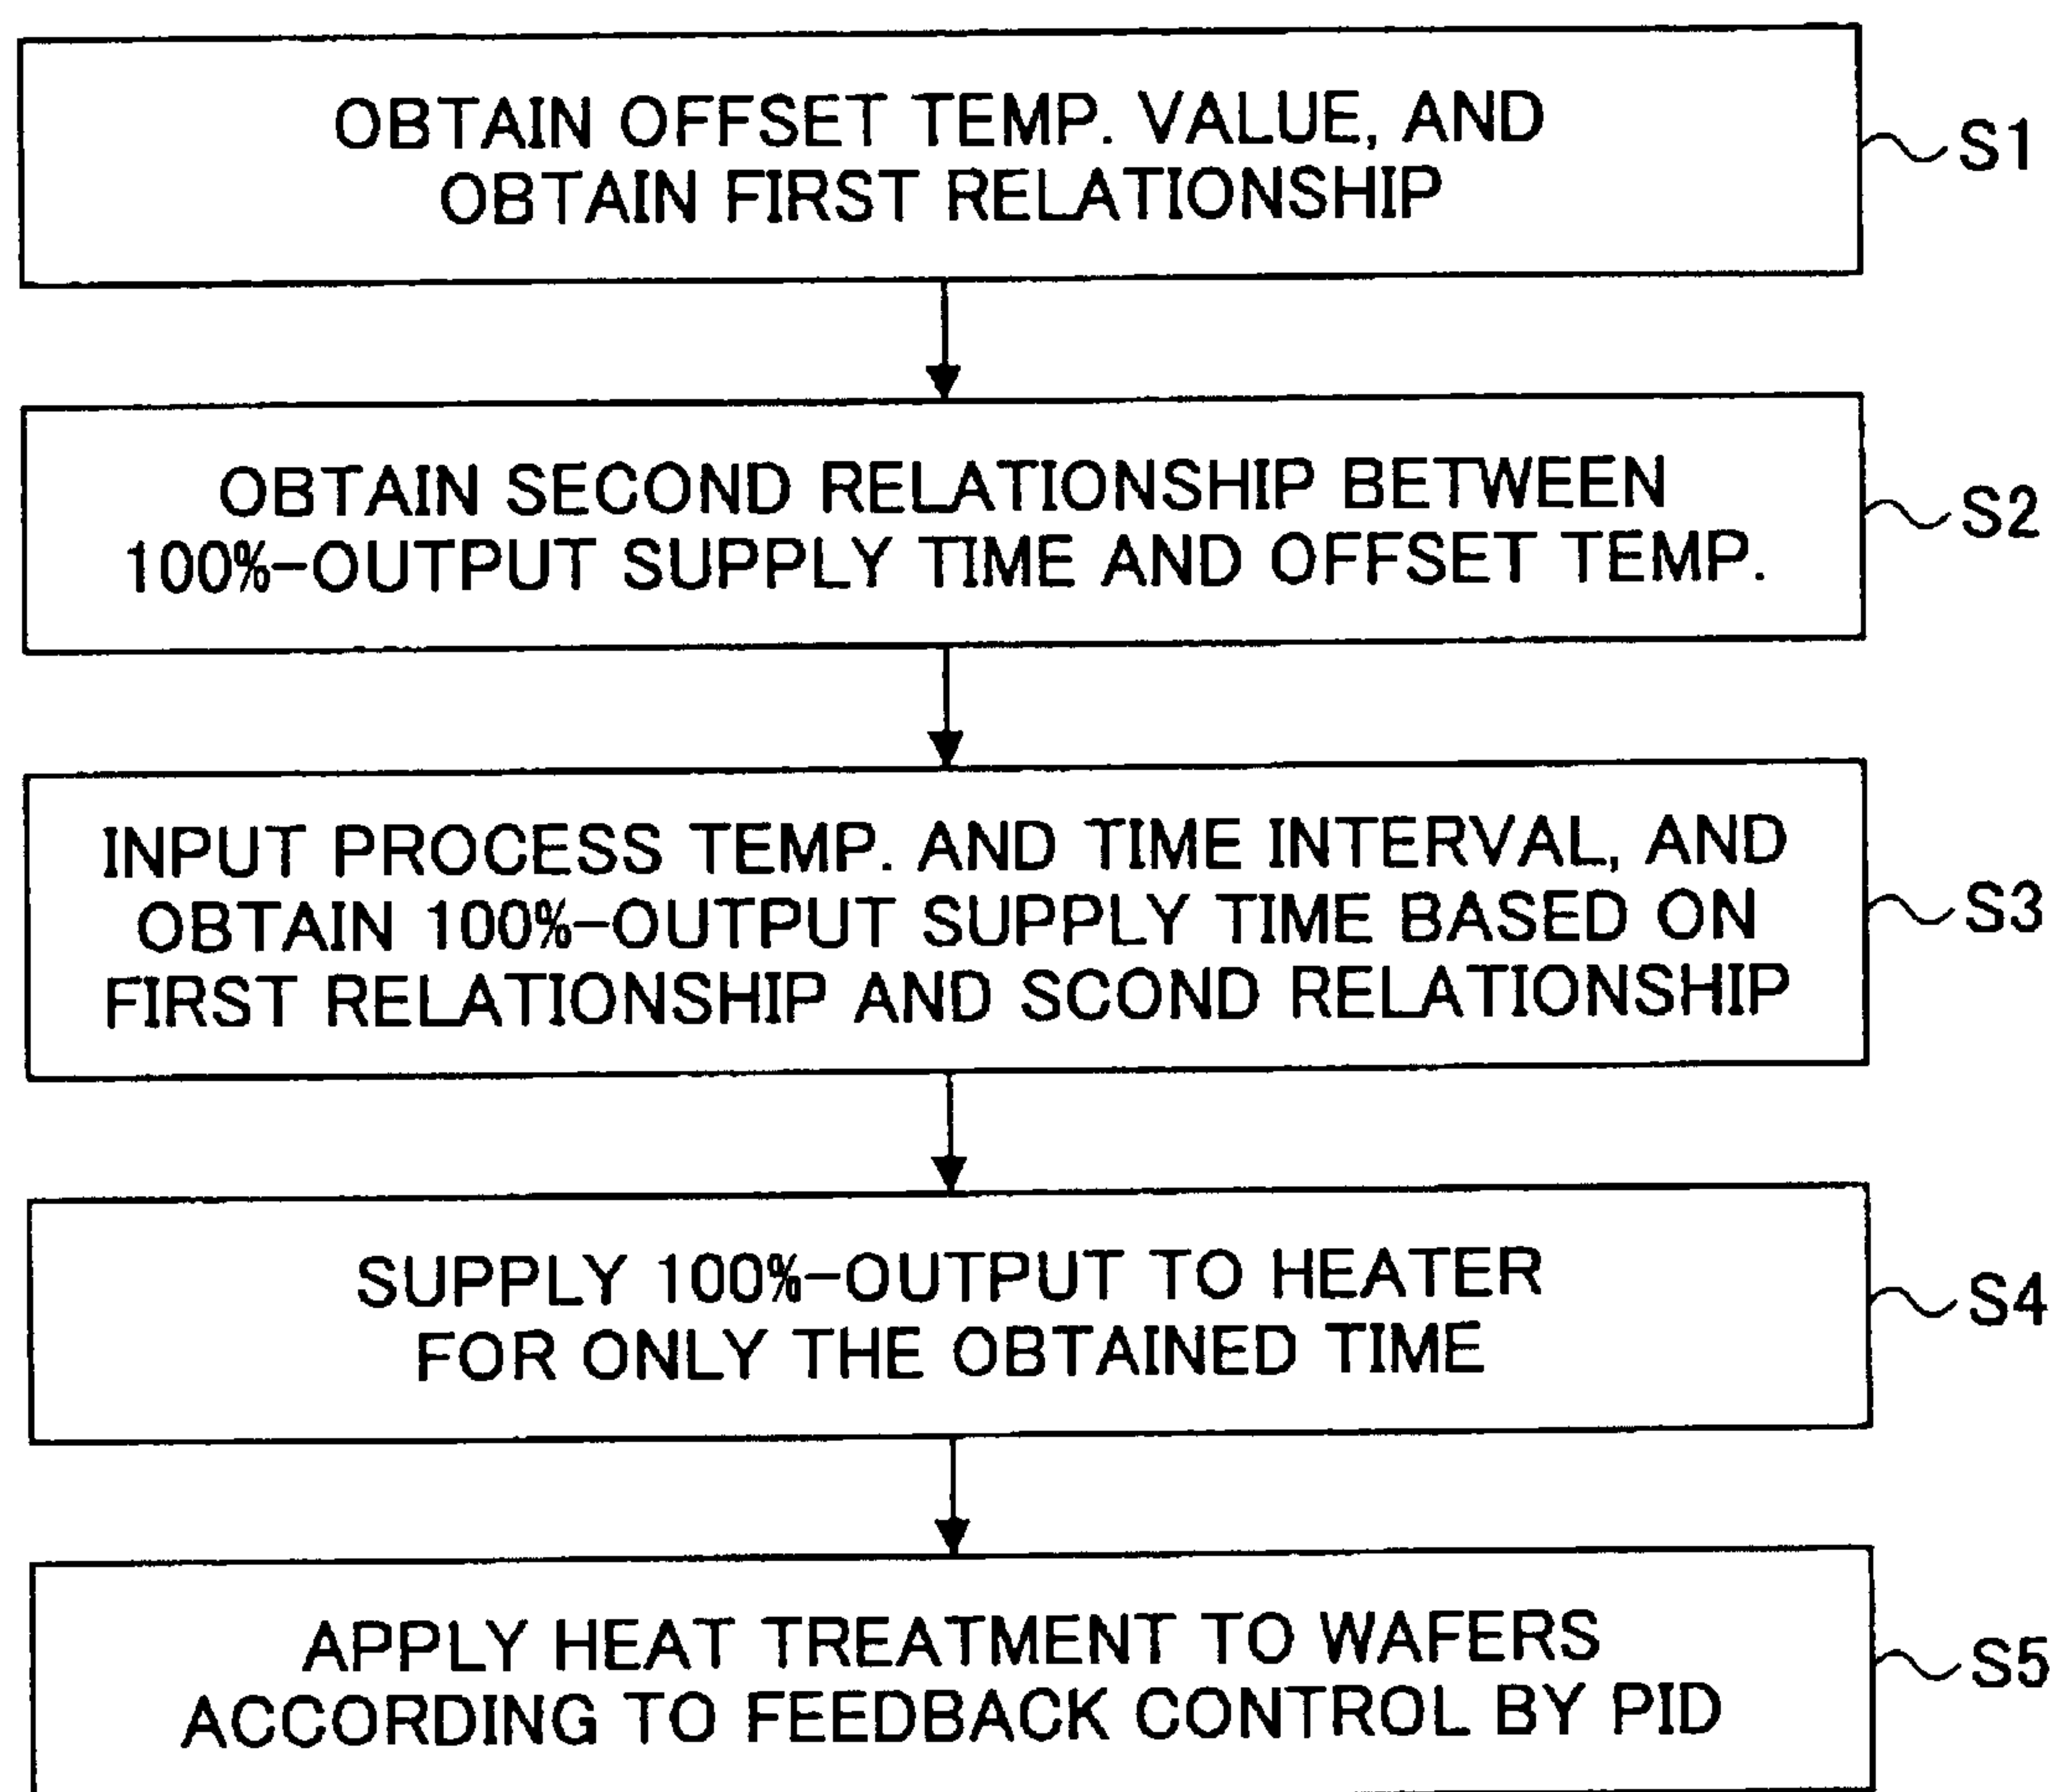 OBTAIN OFFSET TEMP. VALUE, AND
OBTAIN FIRST RELATIONSHIP
S1
OBTAIN SECOND RELATIONSHIP BETWEEN
100%-OUTPUT SUPPLY TIME AND OFFSET TEMP.
S2
INPUT PROCESS TEMP. AND TIME INTERVAL, AND
OBTAIN 100%-OUTPUT SUPPLY TIME BASED ON
FIRST RELATIONSHIP AND SCOND RELATIONSHIP
S3
SUPPLY 100%-OUTPUT TO HEATER
FOR ONLY THE OBTAINED TIME
S4
APPLY HEAT TREATMENT TO WAFERS
ACCORDING TO FEEDBACK CONTROL BY PID
S5